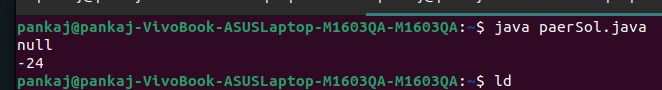 pankaj@pankaj-VivoBook-ASUSLaptop-M1603QA-M1603QA:~$ java paerSol.java
null
-24
pankaj@pankaj-VivoBook-ASUSLaptop-M1603QA-M1603QA:~$ ld